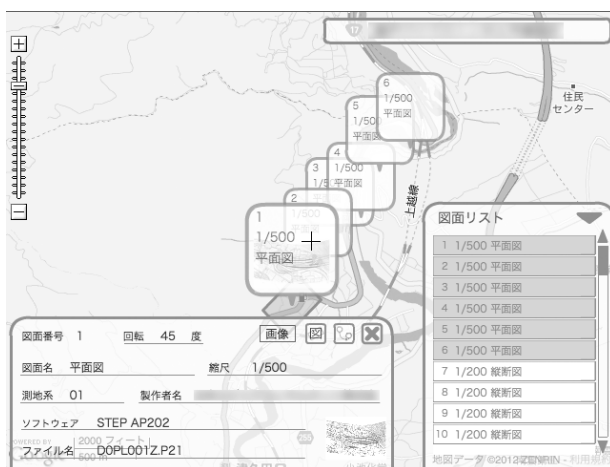 17
6
1/500
平面図
5
1/500
4
1/500
平面図
3
1/5
2
1/500
平面図
1
1/500
平面図
住民
センター
上越線
図面リスト
1 1/500 平面図
2 1/500 平面図
3 1/500 平面図
4 1/500 平面図
5 1/500 平面図
6 1/500 平面図
7 1/200 縦断図
8 1/200 縦断図
9 1/200 縦断図
10 1/200 縦断図
図面番号 1 回転 45 度 画像 図
図面名 平面図 縮尺 1/500
測地系 01 製作者名
ソフトウェア STEP AP202
ファイル名 D0PL001Z.P21
POWERED BY
Google
2000 フィート
500 m
地図データ ©2012 ZENRIN - 利用規約